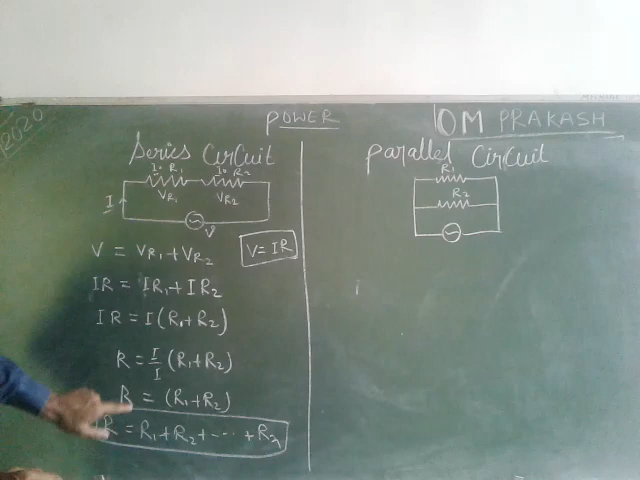 2020
POWER
OM PRAKASH
Series Circuit
I R₁ I R₂
I
VR₁ VR₂
V
V = VR₁ + VR₂
V = IR
IR = IR₁ + IR₂
IR = I(R₁+R₂)
R = I/I (R₁+R₂)
R = (R₁+R₂)
R = R₁+R₂+---+Rn
Parallel Circuit
R₁
R₂